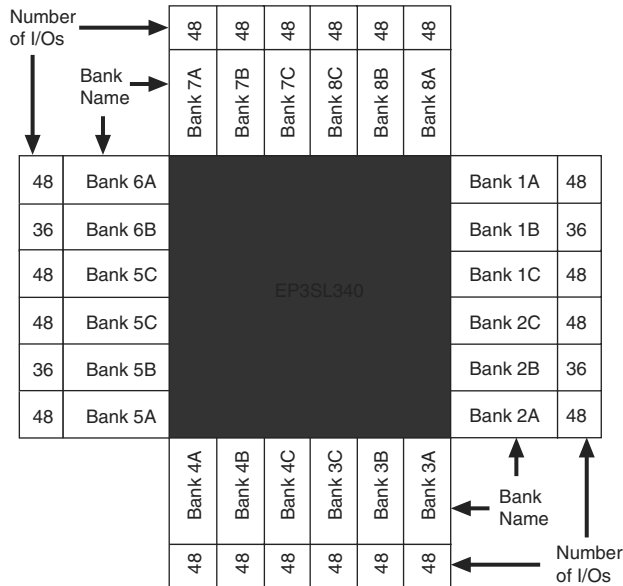 Number
of I/Os
48 48 48 48 48 48
Bank
Name
Bank 7A Bank 7B Bank 7C Bank 8C Bank 8B Bank 8A
48 Bank 6A Bank 1A 48
36 Bank 6B Bank 1B 36
48 Bank 5C Bank 1C 48
EP3SL340
48 Bank 5C Bank 2C 48
36 Bank 5B Bank 2B 36
48 Bank 5A Bank 2A 48
Bank 4A Bank 4B Bank 4C Bank 3C Bank 3B Bank 3A
Bank
Name
48 48 48 48 48 48
Number
of I/Os